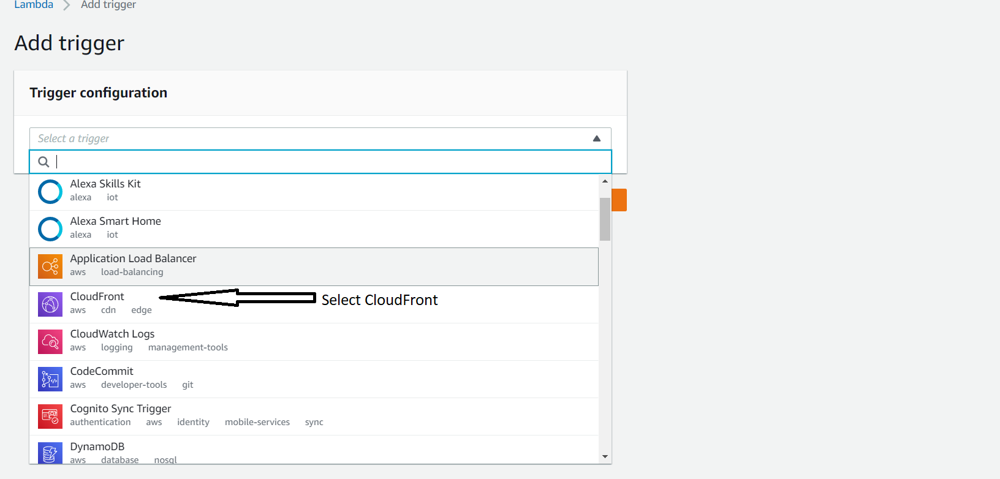 Lambda > Add trigger
Add trigger
Trigger configuration
Select a trigger
Alexa Skills Kit
alexa iot
Alexa Smart Home
alexa iot
Application Load Balancer
aws load-balancing
CloudFront
Select CloudFront
aws cdn edge
CloudWatch Logs
aws logging management-tools
CodeCommit
aws developer-tools git
Cognito Sync Trigger
authentication aws identity mobile-services sync
DynamoDB
aws database nosql